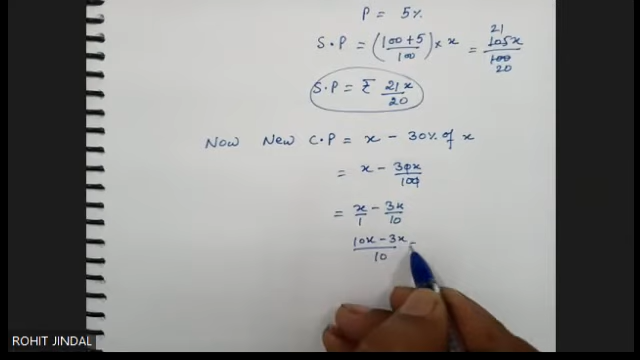 P = 5%
S.P = (100+5/100) × x = 21 105x/100 20
S.P = ₹ 21x/20
Now New C.P = x - 30% of x
= x - 30x/100
= x/1 - 3x/10
10x - 3x/10 =
ROHIT JINDAL